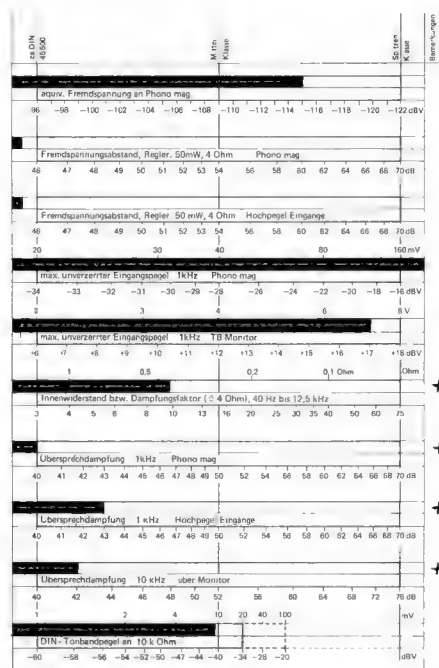 ca DIN 45500
Mittel Klasse
Spitzen Klasse
Bemerkungen
aquiv. Fremdspannung an Phono mag
96 −98 −100 −102 −104 −106 −108 −110 −112 −114 −116 −118 −120 −122 dBV
Fremdspannungsabstand, Regler. 50mW, 4 Ohm Phono mag
46 47 48 49 50 51 52 53 54 56 58 60 62 64 66 68 70 dB
Fremdspannungsabstand, Regler 50 mW, 4 Ohm Hochpegel Eingänge
46 47 48 49 50 51 52 53 54 56 58 60 62 64 66 68 70 dB
20 30 40 80 160 mV
max. unverzerrter Eingangspegel 1kHz Phono mag
−34 −33 −32 −31 −30 −29 −28 −26 −24 −22 −20 −18 −16 dBV
0 3 4 6 8 V
max. unverzerrter Eingangspegel 1kHz TB Monitor
+6 +7 +8 +9 +10 +11 +12 +13 +14 +15 +16 +17 +18 dBV
1 0,5 0,2 0,1 Ohm Ohm
Innenwiderstand bzw. Dampfungsfaktor (≙ 4 Ohm), 40 Hz bis 12,5 kHz
3 4 5 6 8 10 13 16 20 25 30 35 40 50 60 75
Übersprechdämpfung 1kHz Phono mag
40 41 42 43 44 45 46 47 48 49 50 52 54 56 58 60 62 64 66 68 70 dB
Übersprechdämpfung 1 kHz Hochpegel Eingänge
40 41 42 43 44 45 46 47 48 49 50 52 54 56 58 60 62 64 66 68 70 dB
Übersprechdämpfung 10 kHz über Monitor
40 42 44 46 48 50 52 56 60 64 68 72 76 dB
1 2 4 10 20 40 100 mV
DIN - Tonbandpegel an 10 k Ohm
−60 −58 −56 −54 −52 −50 −47 −44 −40 −34 −28 −20 dBV